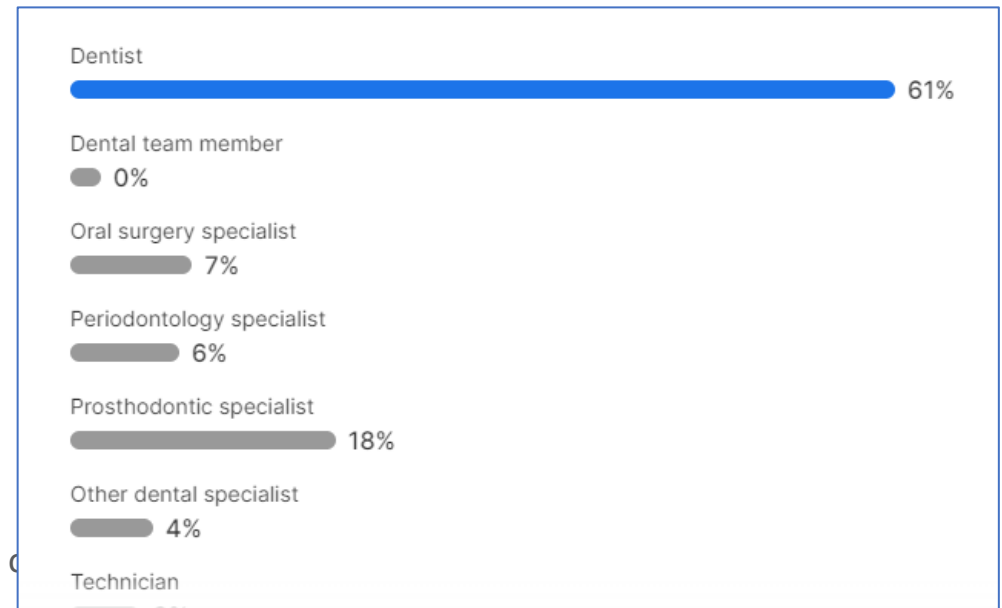 Dentist
61%
Dental team member
0%
Oral surgery specialist
7%
Periodontology specialist
6%
Prosthodontic specialist
18%
Other dental specialist
4%
Technician